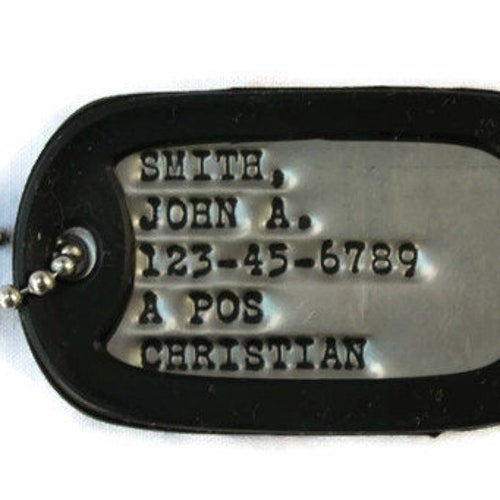 SMITH,
JOHN A.
123-45-6789
A POS
CHRISTIAN